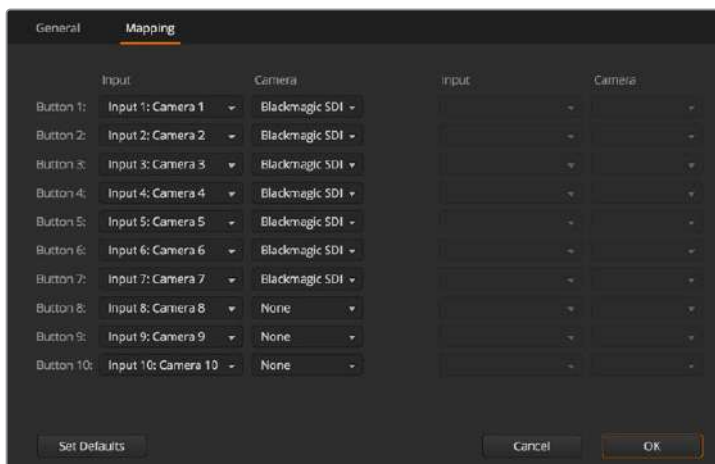 General Mapping
Input Camera Input Camera
Button 1: Input 1: Camera 1 Blackmagic SDI
Button 2: Input 2: Camera 2 Blackmagic SDI
Button 3: Input 3: Camera 3 Blackmagic SDI
Button 4: Input 4: Camera 4 Blackmagic SDI
Button 5: Input 5: Camera 5 Blackmagic SDI
Button 6: Input 6: Camera 6 Blackmagic SDI
Button 7: Input 7: Camera 7 Blackmagic SDI
Button 8: Input 8: Camera 8 None
Button 9: Input 9: Camera 9 None
Button 10: Input 10: Camera 10 None
Set Defaults Cancel OK